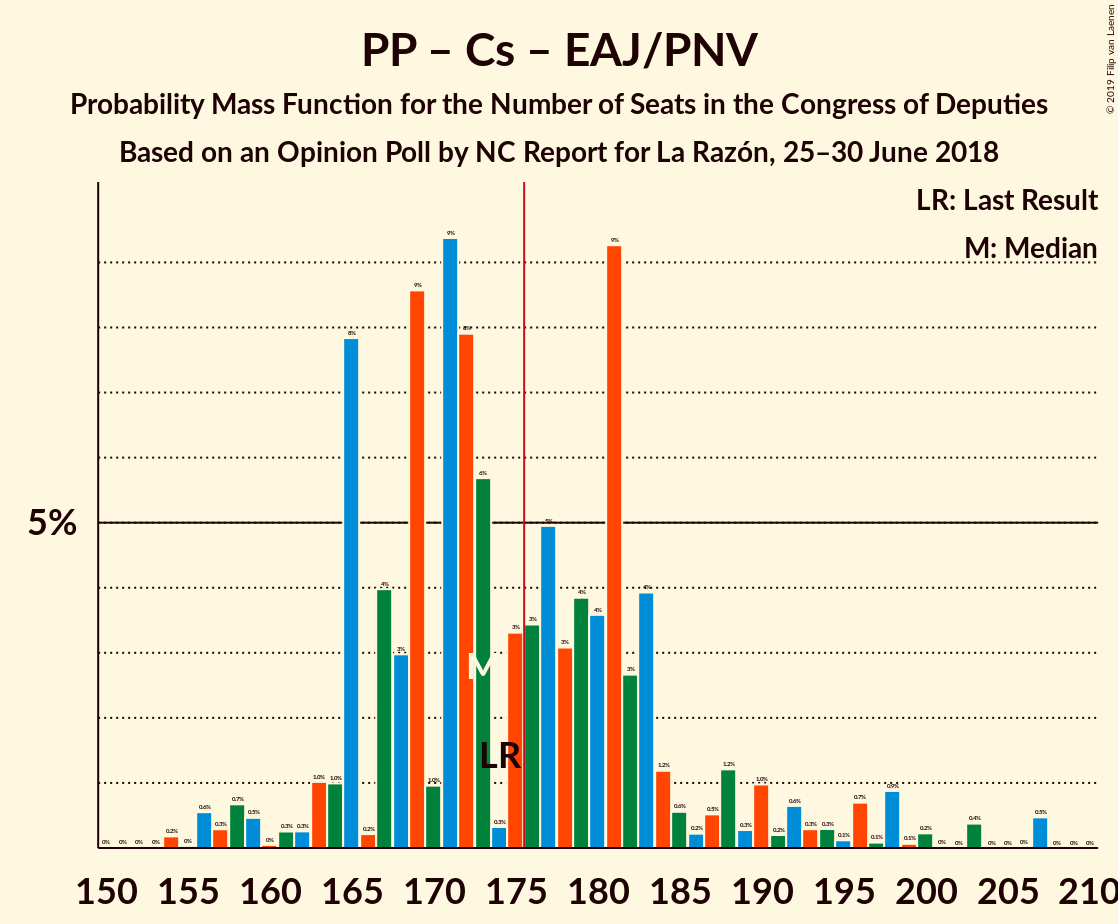 PP – Cs – EAJ/PNV
Probability Mass Function for the Number of Seats in the Congress of Deputies
Based on an Opinion Poll by NC Report for La Razón, 25–30 June 2018
© 2019 Filip van Laenen
LR: Last Result
M: Median
5%
0% 0% 0% 0% 0.2% 0% 0.6% 0.3% 0.7% 0.5% 0% 0.3% 0.3% 1.0% 1.0% 8% 0.2% 4% 3% 9% 1.0% 9% 8% 6% 0.3% 3% 3% 5% 3% 4% 4% 9% 3% 4% 1.2% 0.6% 0.2% 0.5% 1.2% 0.3% 1.0% 0.2% 0.6% 0.3% 0.3% 0.1% 0.7% 0.1% 0.9% 0.1% 0.2% 0% 0% 0.4% 0% 0% 0% 0.5% 0% 0% 0%
M
LR
150 155 160 165 170 175 180 185 190 195 200 205 210